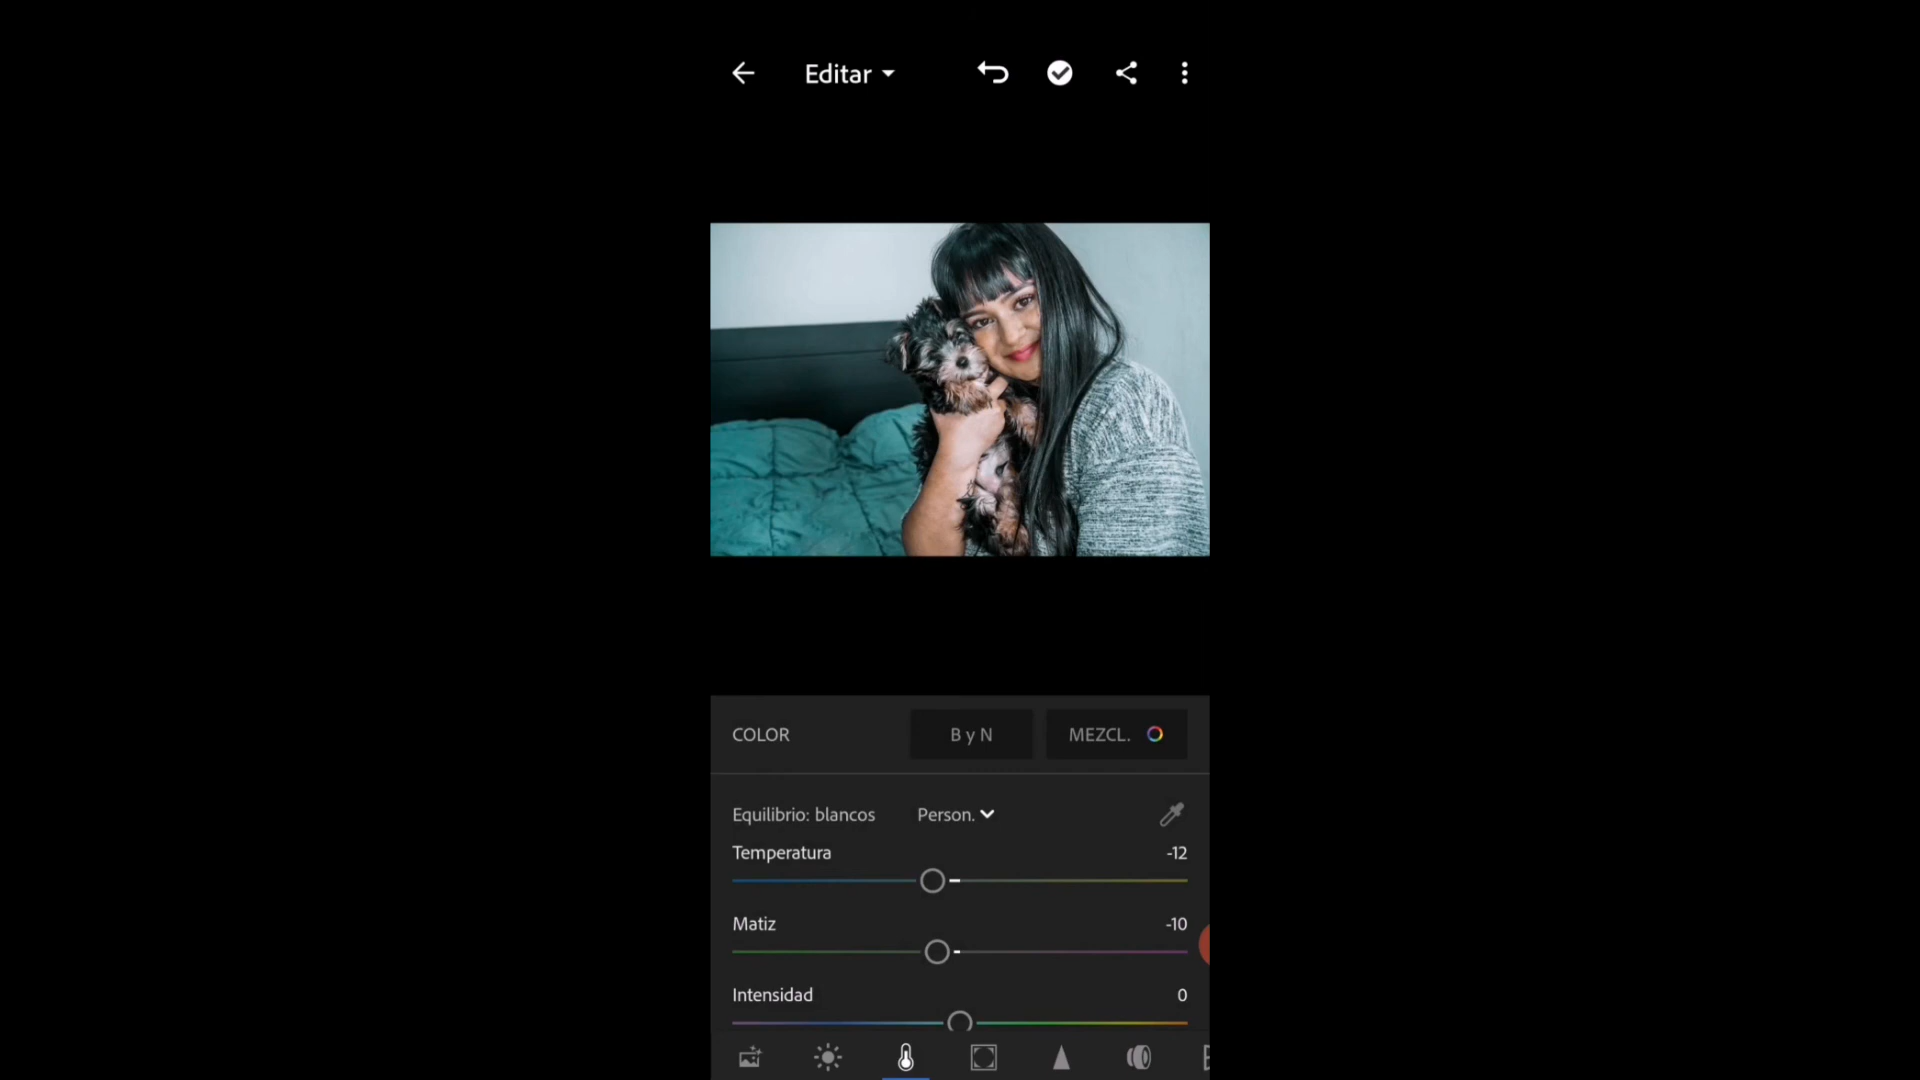 Editar
COLOR
B y N
MEZCL.
Equilibrio: blancos Person.
Temperatura -12
Matiz -10
Intensidad 0